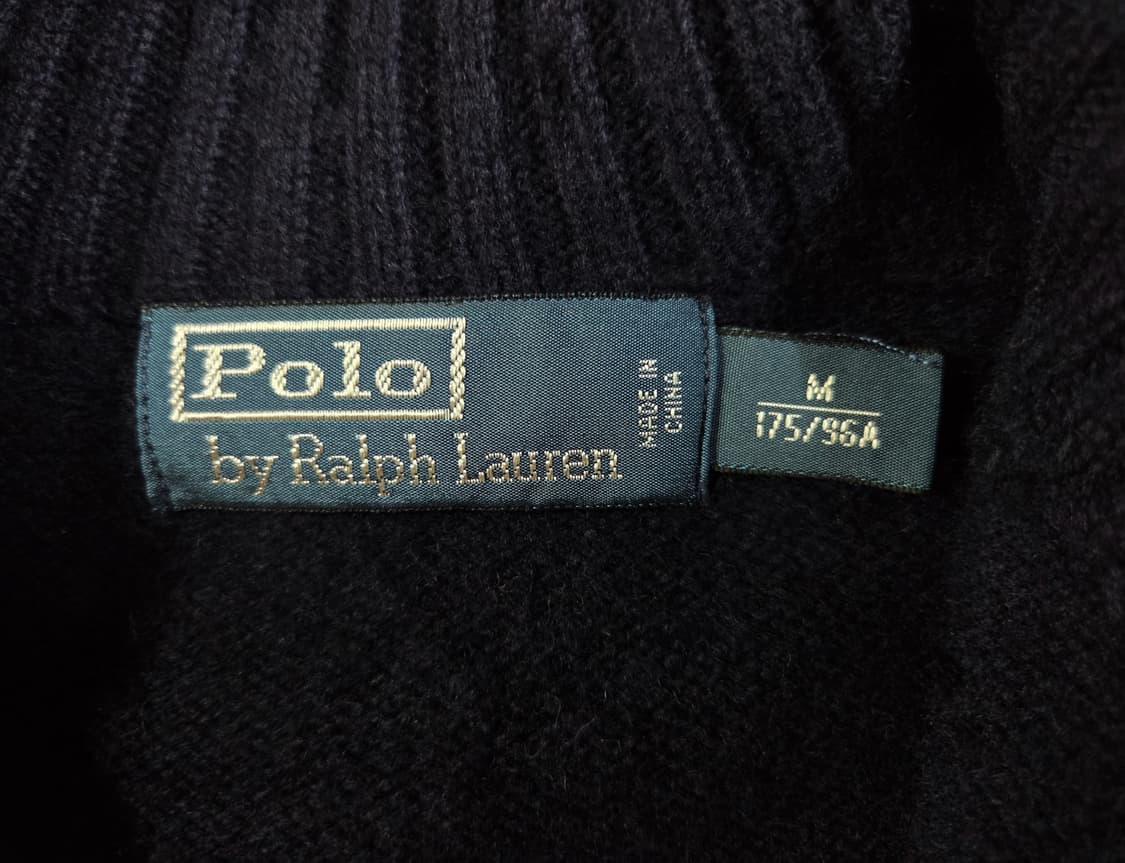 Polo
by Ralph Lauren
MADE IN
CHINA
M
175/96A